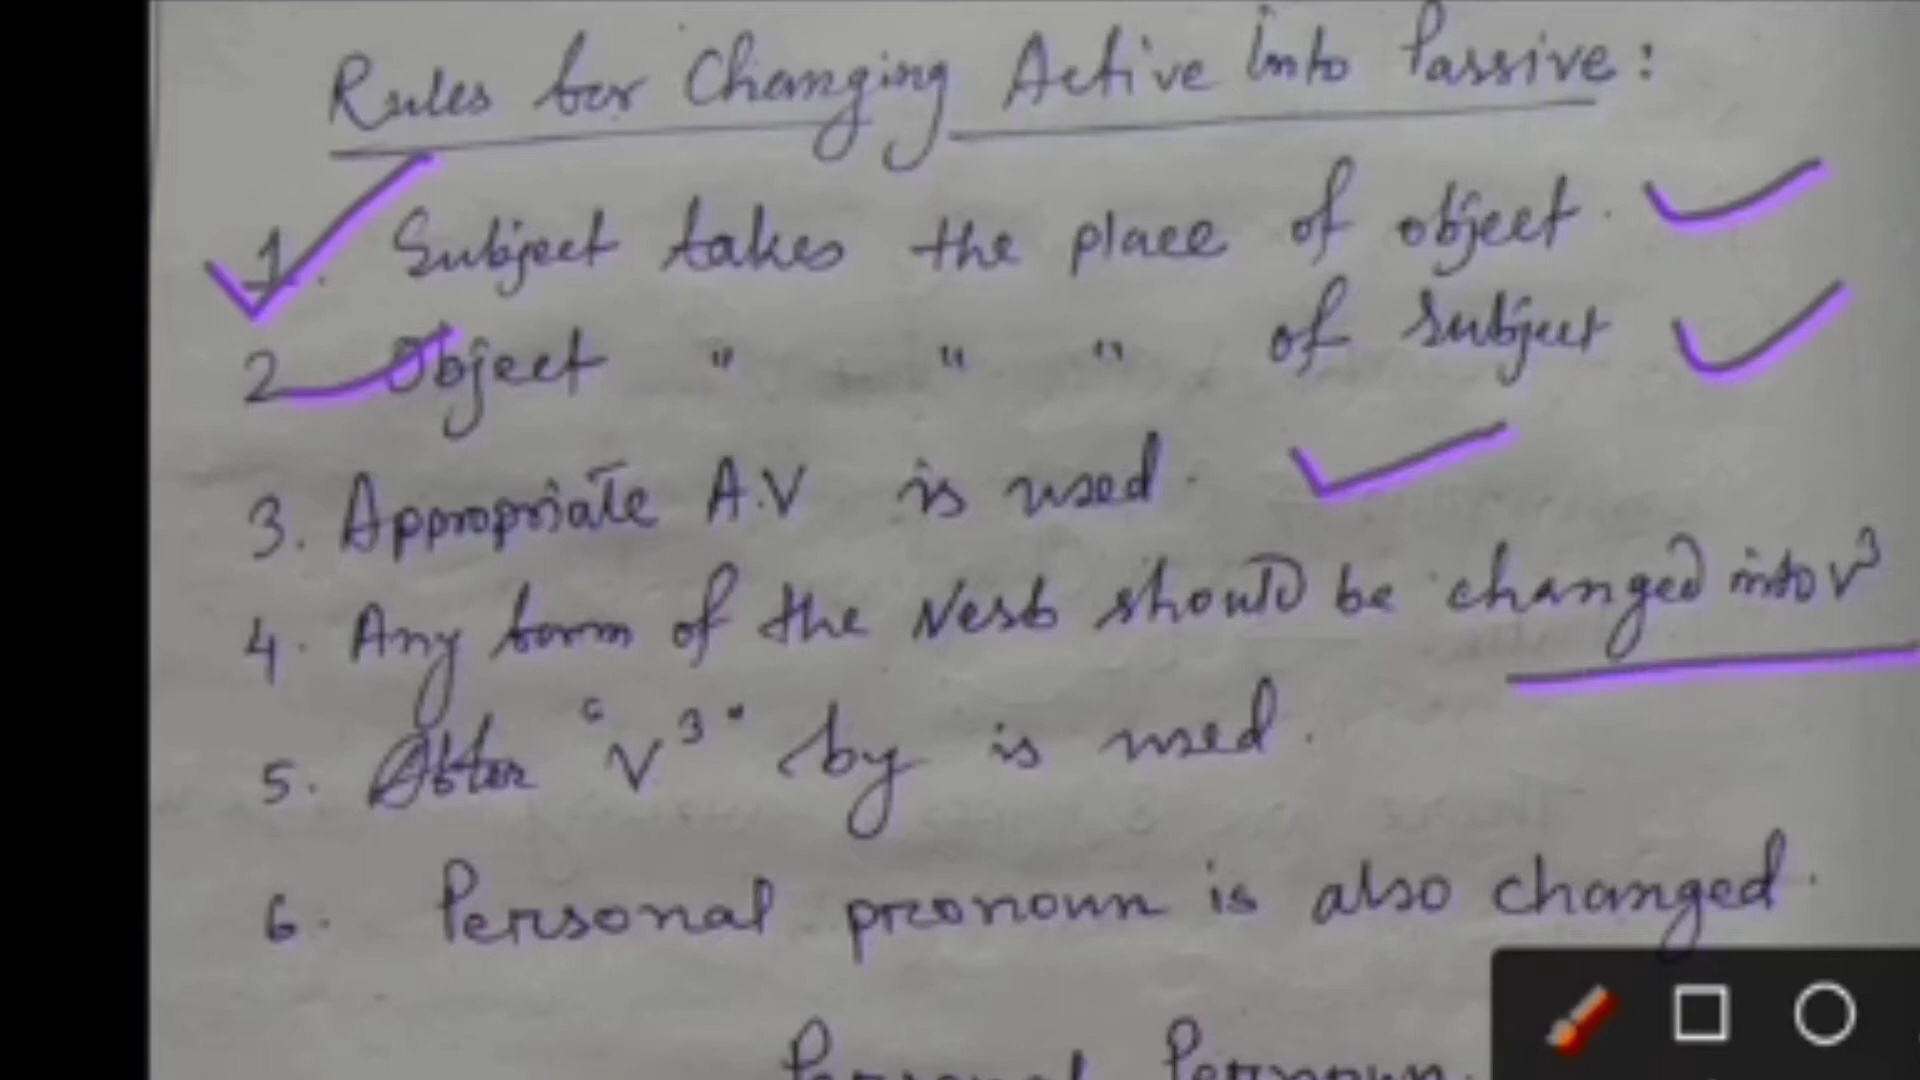 Rules for Changing Active Into Passive:
1. Subject takes the place of object.
2 Object " " " of subject
3. Appropriate A.V is used.
4. Any form of the Verb should be changed into V³
5. After "V³" by is used.
6. Personal pronoun is also changed.
Personal Personoun